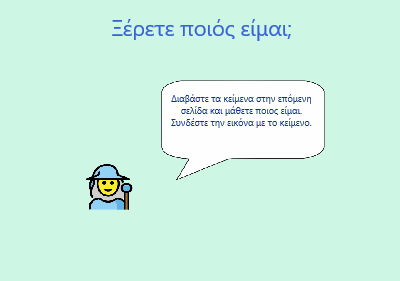 Ξέρετε ποιός είμαι;
Διαβάστε τα κείμενα στην επόμενη
σελίδα και μάθετε ποιος είμαι.
Συνδέστε την εικόνα με το κείμενο.